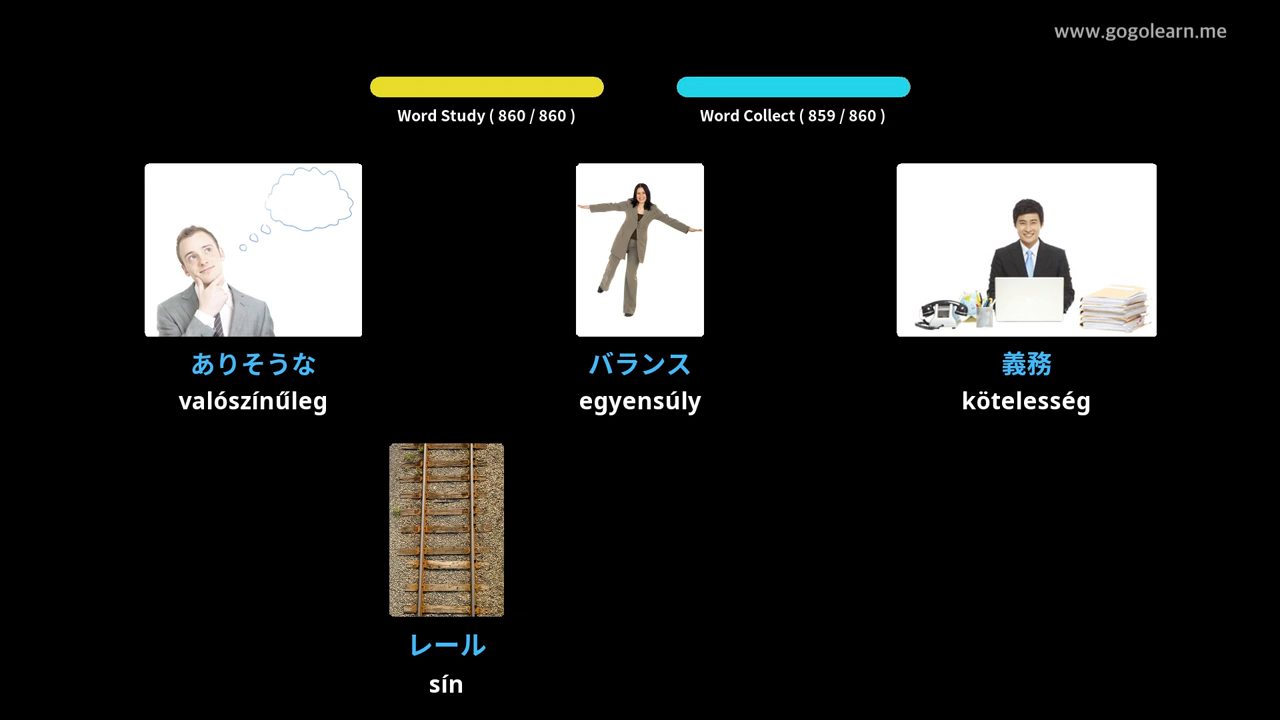 www.gogolearn.me
Word Study ( 860 / 860 )
Word Collect ( 859 / 860 )
ありそうな
valószínűleg
バランス
egyensúly
義務
kötelesség
レール
sín